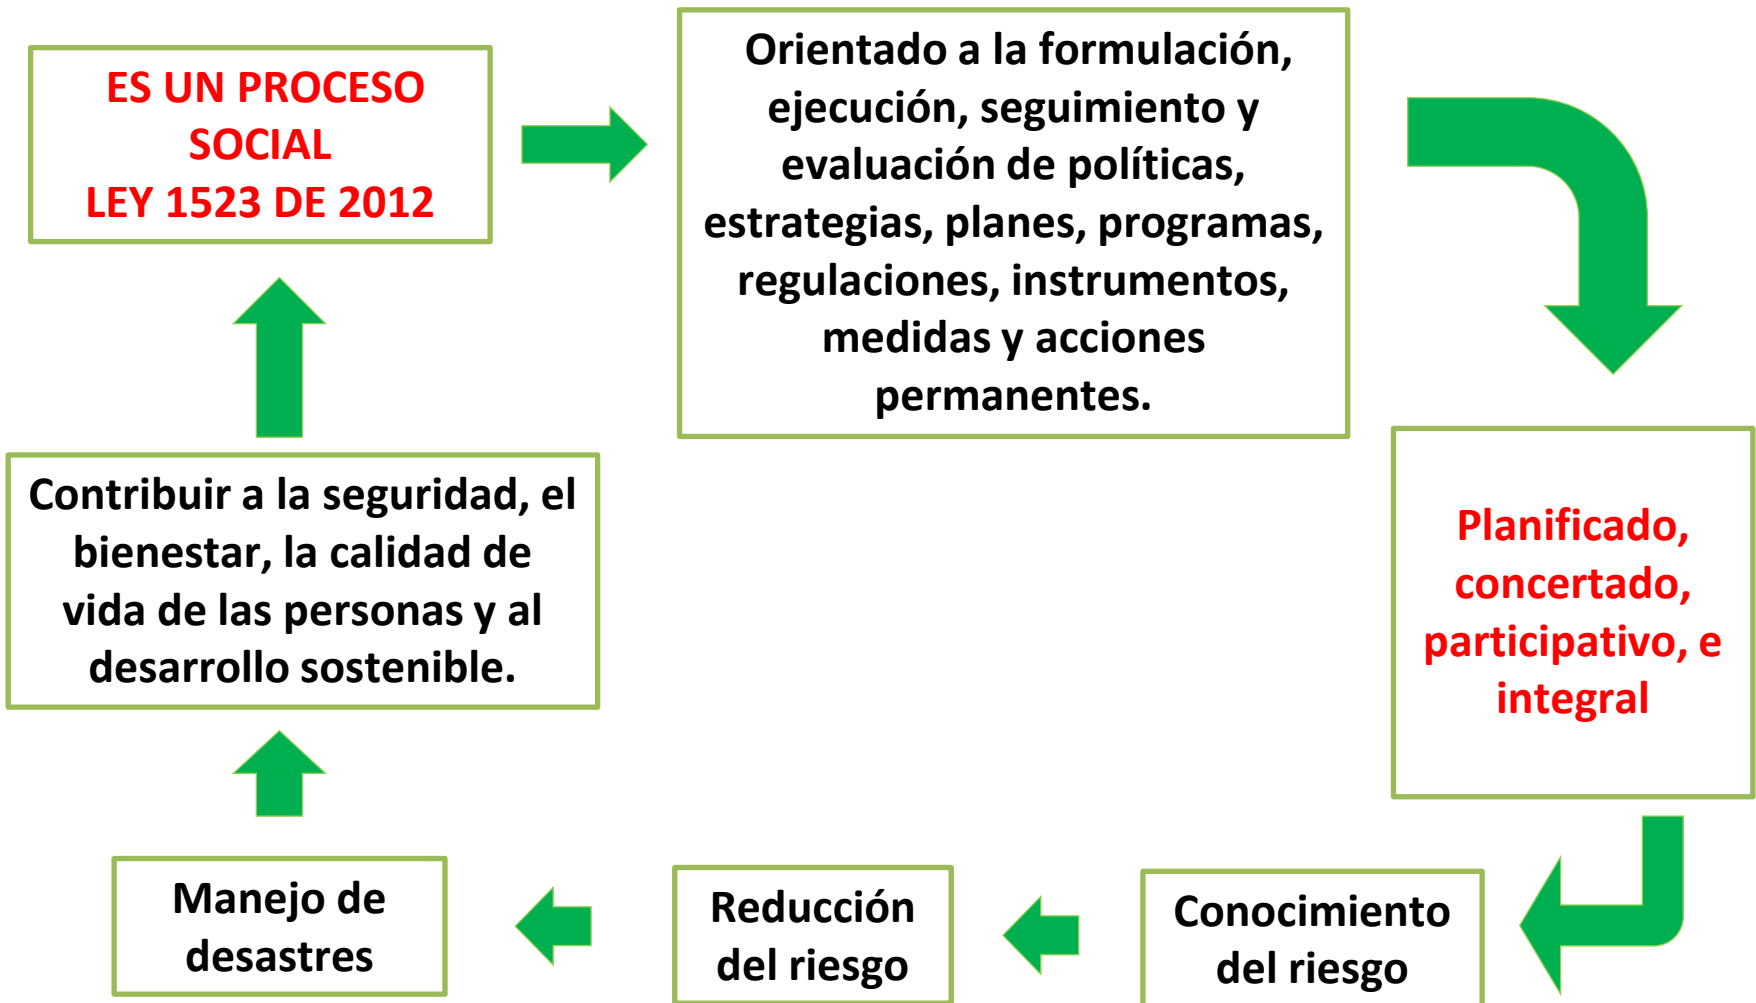 ES UN PROCESO
SOCIAL
LEY 1523 DE 2012
Orientado a la formulación,
ejecución, seguimiento y
evaluación de políticas,
estrategias, planes, programas,
regulaciones, instrumentos,
medidas y acciones
permanentes.
Planificado,
concertado,
participativo, e
integral
Conocimiento
del riesgo
Reducción
del riesgo
Manejo de
desastres
Contribuir a la seguridad, el
bienestar, la calidad de
vida de las personas y al
desarrollo sostenible.